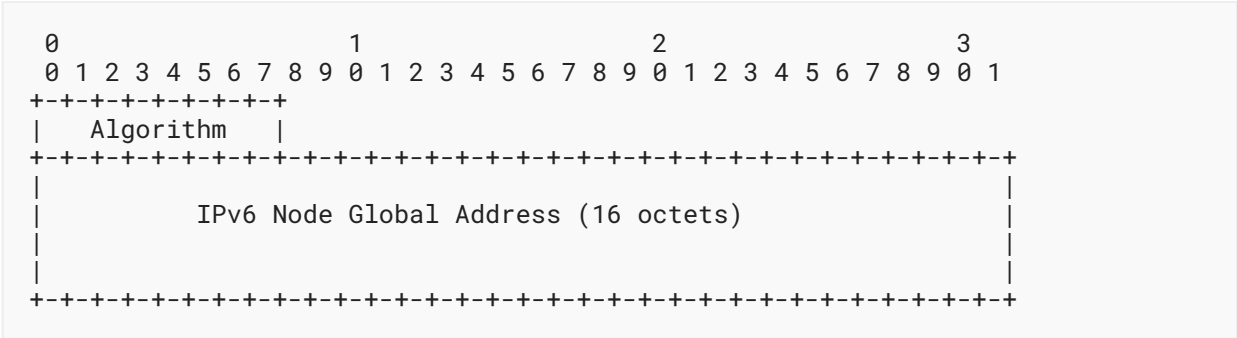 0                   1                   2                   3
 0 1 2 3 4 5 6 7 8 9 0 1 2 3 4 5 6 7 8 9 0 1 2 3 4 5 6 7 8 9 0 1
+-+-+-+-+-+-+-+-+
|   Algorithm   |
+-+-+-+-+-+-+-+-+-+-+-+-+-+-+-+-+-+-+-+-+-+-+-+-+-+-+-+-+-+-+-+-+
|                                                               |
|          IPv6 Node Global Address (16 octets)                 |
|                                                               |
|                                                               |
+-+-+-+-+-+-+-+-+-+-+-+-+-+-+-+-+-+-+-+-+-+-+-+-+-+-+-+-+-+-+-+-+